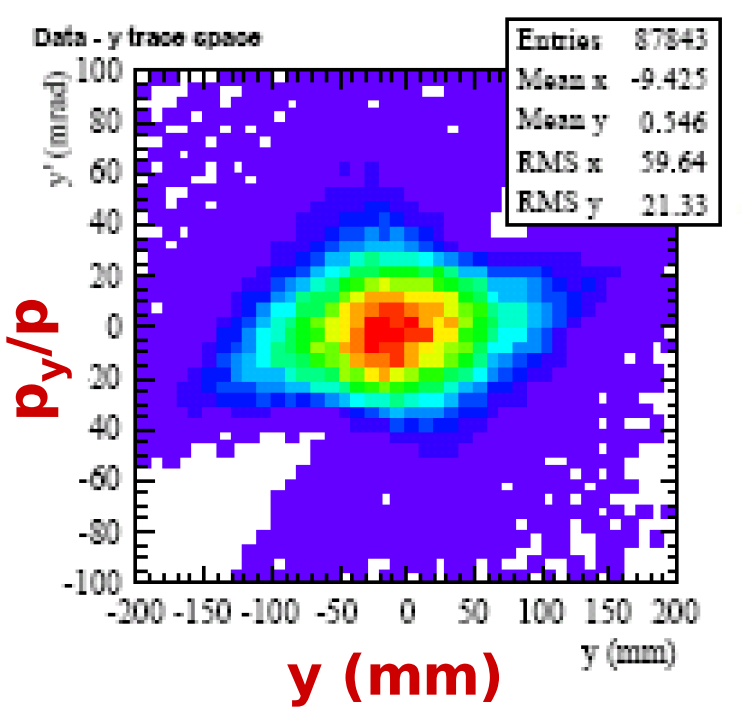 Data - y trace space
Entries 87843
Mean x -9.425
Mean y 0.546
RMS x 59.64
RMS y 21.33
y' (mrad)
100
80
60
40
20
0
20
40
-60
-80
-100
py/p
-200 -150 -100 -50 0 50 100 150 200
y (mm)
y (mm)